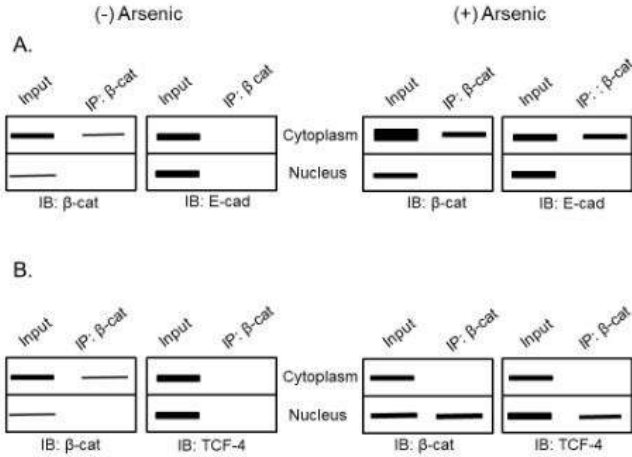 (-) Arsenic (+) Arsenic
A.
Input IP: β-cat Input IP: β cat Input IP: β-cat Input IP: : β-cat
Cytoplasm
Nucleus
IB: β-cat IB: E-cad IB: β-cat IB: E-cad
B.
Input IP: β-cat Input IP: β-cat Input IP: β-cat Input IP: β-cat
Cytoplasm
Nucleus
IB: β-cat IB: TCF-4 IB: β-cat IB: TCF-4